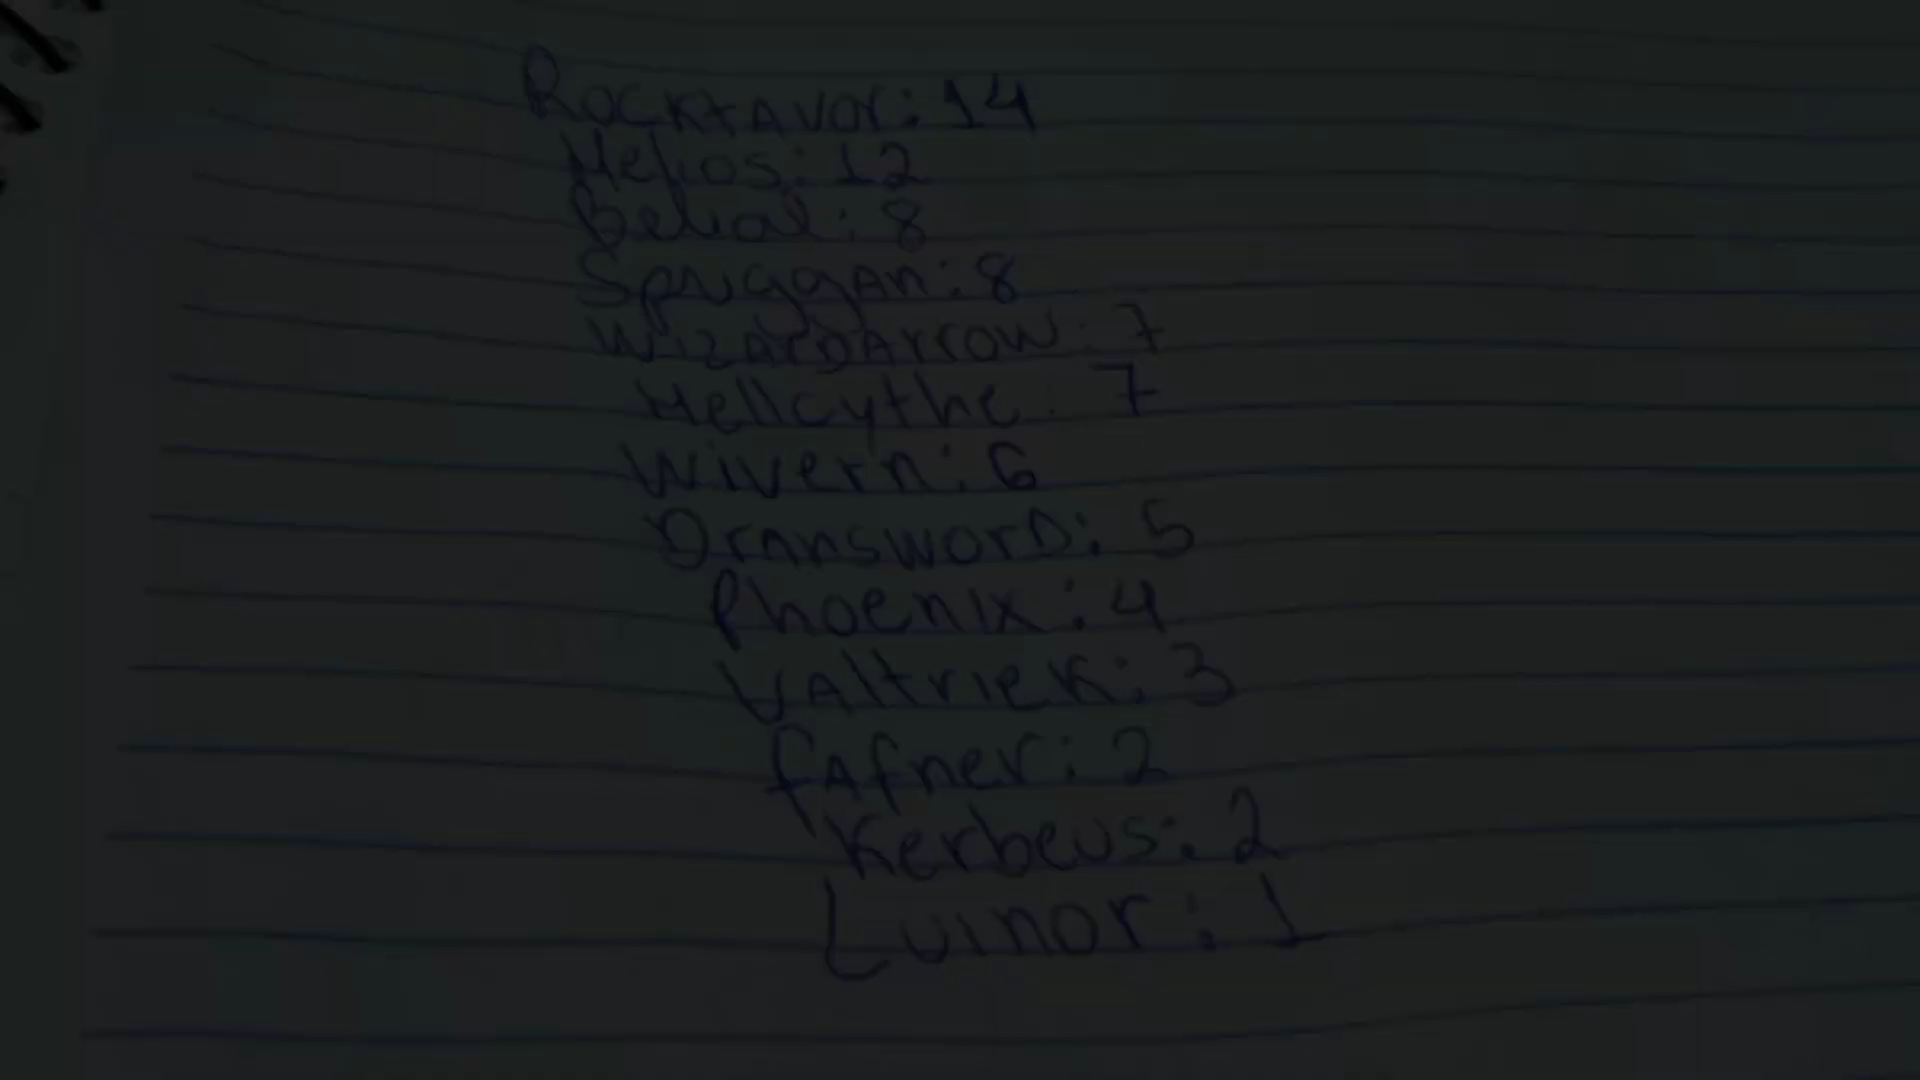 Rocktavor: 14
Helios: 12
Belial: 8
Spriggan: 8
WizardArrow: 7
Hellcythe: 7
Wivern: 6
Dransword: 5
Phoenix: 4
Valtriek: 3
fAfner: 2
Kerbeus: 2
Luinor: 1